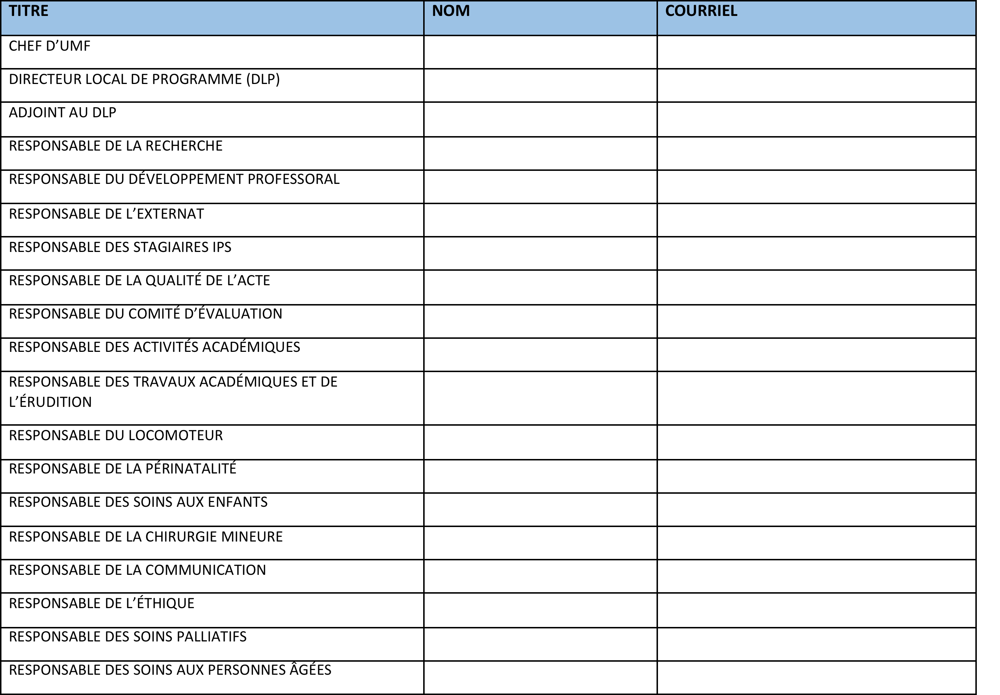 TITRE NOM COURRIEL
CHEF D’UMF
DIRECTEUR LOCAL DE PROGRAMME (DLP)
ADJOINT AU DLP
RESPONSABLE DE LA RECHERCHE
RESPONSABLE DU DÉVELOPPEMENT PROFESSORAL
RESPONSABLE DE L’EXTERNAT
RESPONSABLE DES STAGIAIRES IPS
RESPONSABLE DE LA QUALITÉ DE L’ACTE
RESPONSABLE DU COMITÉ D’ÉVALUATION
RESPONSABLE DES ACTIVITÉS ACADÉMIQUES
RESPONSABLE DES TRAVAUX ACADÉMIQUES ET DE
L’ÉRUDITION
RESPONSABLE DU LOCOMOTEUR
RESPONSABLE DE LA PÉRINATALITÉ
RESPONSABLE DES SOINS AUX ENFANTS
RESPONSABLE DE LA CHIRURGIE MINEURE
RESPONSABLE DE LA COMMUNICATION
RESPONSABLE DE L’ÉTHIQUE
RESPONSABLE DES SOINS PALLIATIFS
RESPONSABLE DES SOINS AUX PERSONNES ÂGÉES